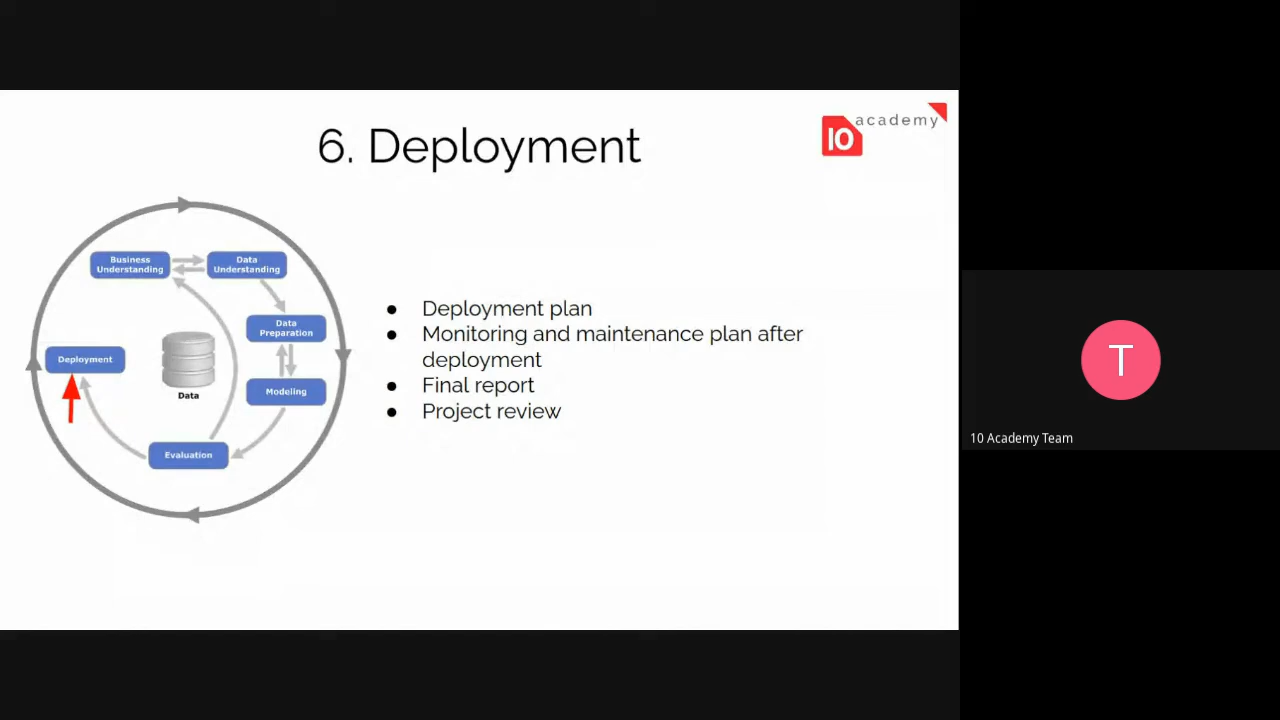 6. Deployment
10 academy
Business
Understanding
Data
Understanding
Data
Preparation
Deployment
Data
Modeling
Evaluation
● Deployment plan
● Monitoring and maintenance plan after
deployment
● Final report
● Project review
T
10 Academy Team